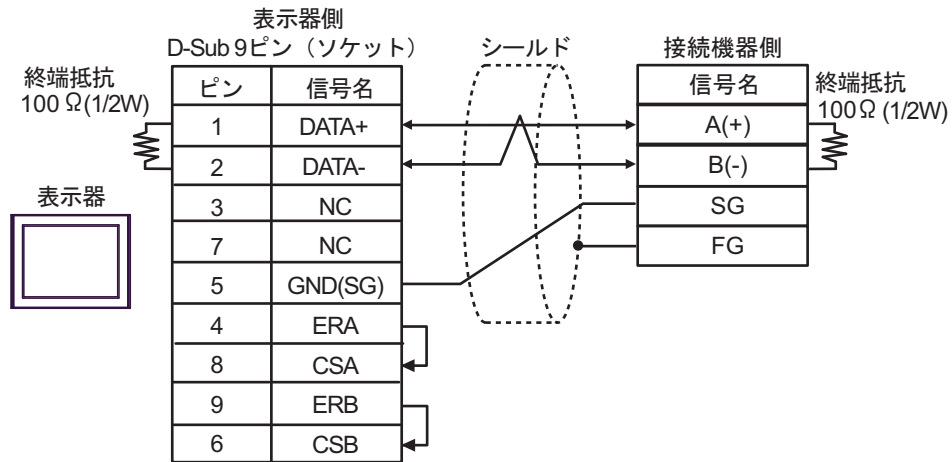 表示器側
D-Sub 9ピン（ソケット）
シールド
接続機器側
終端抵抗
100 Ω(1/2W)
ピン 信号名
1 DATA+
2 DATA-
3 NC
7 NC
5 GND(SG)
4 ERA
8 CSA
9 ERB
6 CSB
表示器
信号名
A(+)
B(-)
SG
FG
終端抵抗
100Ω (1/2W)